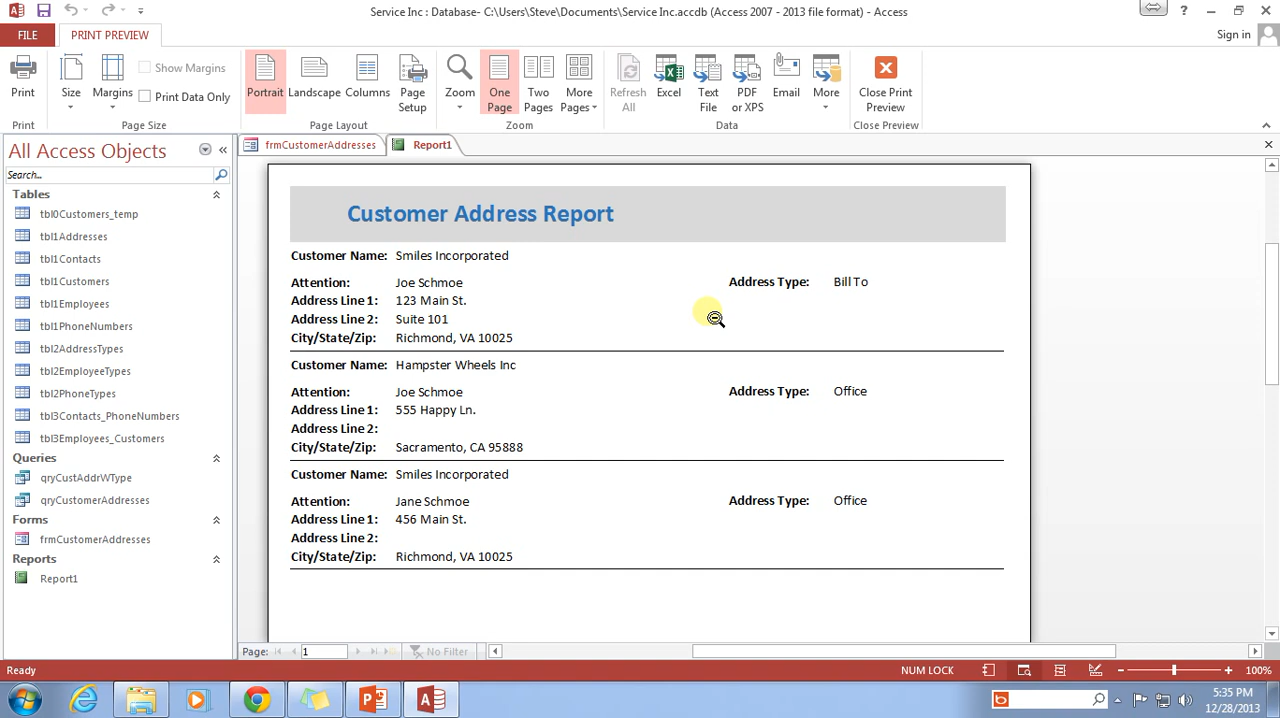 Service Inc : Database- C:\Users\Steve\Documents\Service Inc.accdb (Access 2007 - 2013 file format) - Access
FILE
PRINT PREVIEW
Sign in
Print
Size
Margins
Show Margins
Print Data Only
Portrait
Landscape
Columns
Page Setup
Zoom
One Page
Two Pages
More Pages
Refresh All
Excel
Text File
PDF or XPS
Email
More
Close Print Preview
Print
Page Size
Page Layout
Zoom
Data
Close Preview
All Access Objects
Search...
Tables
tbl0Customers_temp
tbl1Addresses
tbl1Contacts
tbl1Customers
tbl1Employees
tbl1PhoneNumbers
tbl2AddressTypes
tbl2EmployeeTypes
tbl2PhoneTypes
tbl3Contacts_PhoneNumbers
tbl3Employees_Customers
Queries
qryCustAddrWType
qryCustomerAddresses
Forms
frmCustomerAddresses
Reports
Report1
frmCustomerAddresses
Report1
Customer Address Report
Customer Name: Smiles Incorporated
Attention: Joe Schmoe Address Type: Bill To
Address Line 1: 123 Main St.
Address Line 2: Suite 101
City/State/Zip: Richmond, VA 10025
Customer Name: Hampster Wheels Inc
Attention: Joe Schmoe Address Type: Office
Address Line 1: 555 Happy Ln.
Address Line 2:
City/State/Zip: Sacramento, CA 95888
Customer Name: Smiles Incorporated
Attention: Jane Schmoe Address Type: Office
Address Line 1: 456 Main St.
Address Line 2:
City/State/Zip: Richmond, VA 10025
Page: 1 No Filter
Ready
NUM LOCK
100%
5:35 PM
12/28/2013